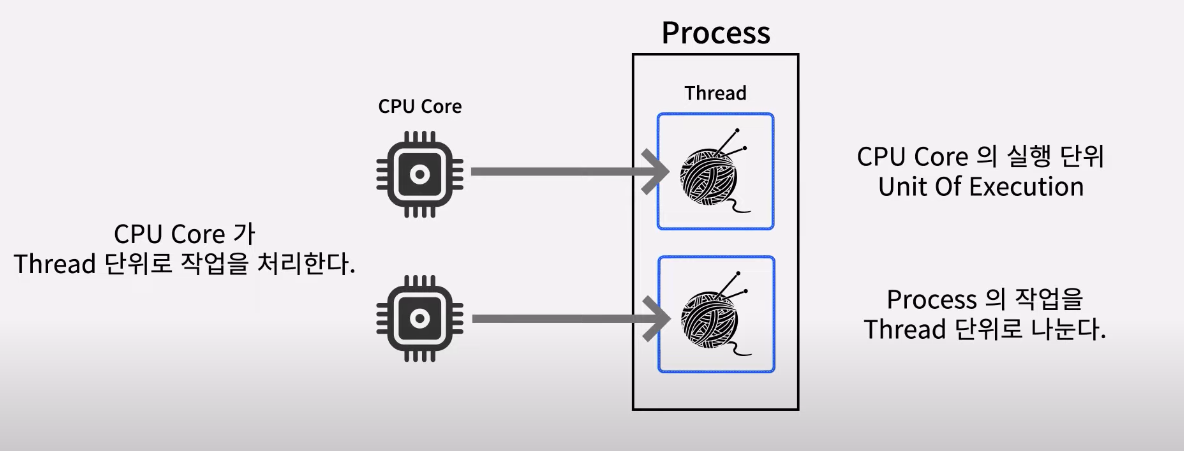 Process
Thread
CPU Core
CPU Core 의 실행 단위
Unit Of Execution
CPU Core 가
Thread 단위로 작업을 처리한다.
Process 의 작업을
Thread 단위로 나눈다.